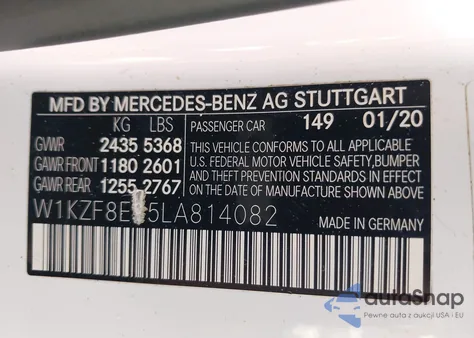 MFD BY MERCEDES-BENZ AG STUTTGART
KG LBS
GVWR 2435 5368
GAWR FRONT 1180 2601
GAWR REAR 1255 2767
PASSENGER CAR 149 01/20
THIS VEHICLE CONFORMS TO ALL APPLICABLE
U.S. FEDERAL MOTOR VEHICLE SAFETY,BUMPER
AND THEFT PREVENTION STANDARDS IN EFFECT
ON THE DATE OF MANUFACTURE SHOWN ABOVE.
MADE IN GERMANY
autoSnap
Pewne auta z aukcji USA i EU